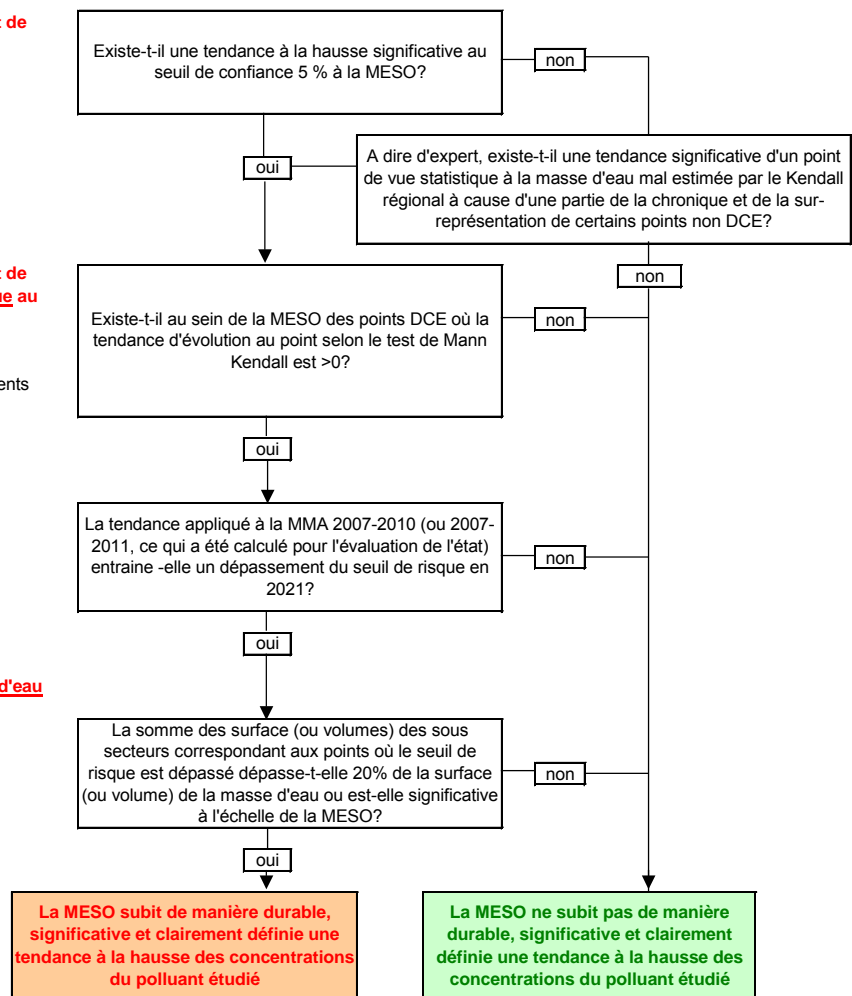 t de
Existe-t-il une tendance à la hausse significative au
seuil de confiance 5 % à la MESO?
non
oui
A dire d'expert, existe-t-il une tendance significative d'un point
de vue statistique à la masse d'eau mal estimée par le Kendall
régional à cause d'une partie de la chronique et de la sur-
représentation de certains points non DCE?
non
t de
ue au
Existe-t-il au sein de la MESO des points DCE où la
tendance d'évolution au point selon le test de Mann
Kendall est >0?
non
ents
oui
La tendance appliqué à la MMA 2007-2010 (ou 2007-
2011, ce qui a été calculé pour l'évaluation de l'état)
entraine -elle un dépassement du seuil de risque en
2021?
non
oui
d'eau
La somme des surface (ou volumes) des sous
secteurs correspondant aux points où le seuil de
risque est dépassé dépasse-t-elle 20% de la surface
(ou volume) de la masse d'eau ou est-elle significative
à l'échelle de la MESO?
non
oui
La MESO subit de manière durable,
significative et clairement définie une
tendance à la hausse des concentrations
du polluant étudié
La MESO ne subit pas de manière
durable, significative et clairement
définie une tendance à la hausse des
concentrations du polluant étudié